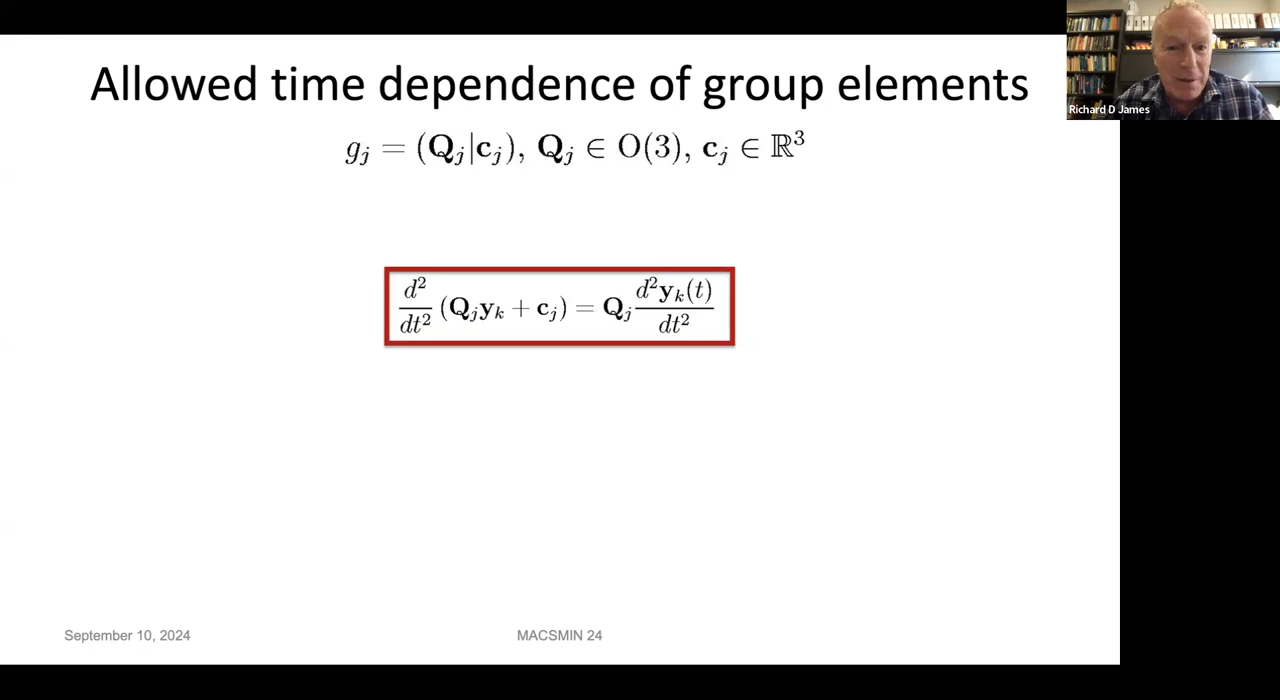 Allowed time dependence of group elements
g_j = (Q_j|c_j), Q_j ∈ O(3), c_j ∈ ℝ³
d²/dt² (Q_j y_k + c_j) = Q_j d²y_k(t)/dt²
Richard D James
September 10, 2024
MACSMIN 24